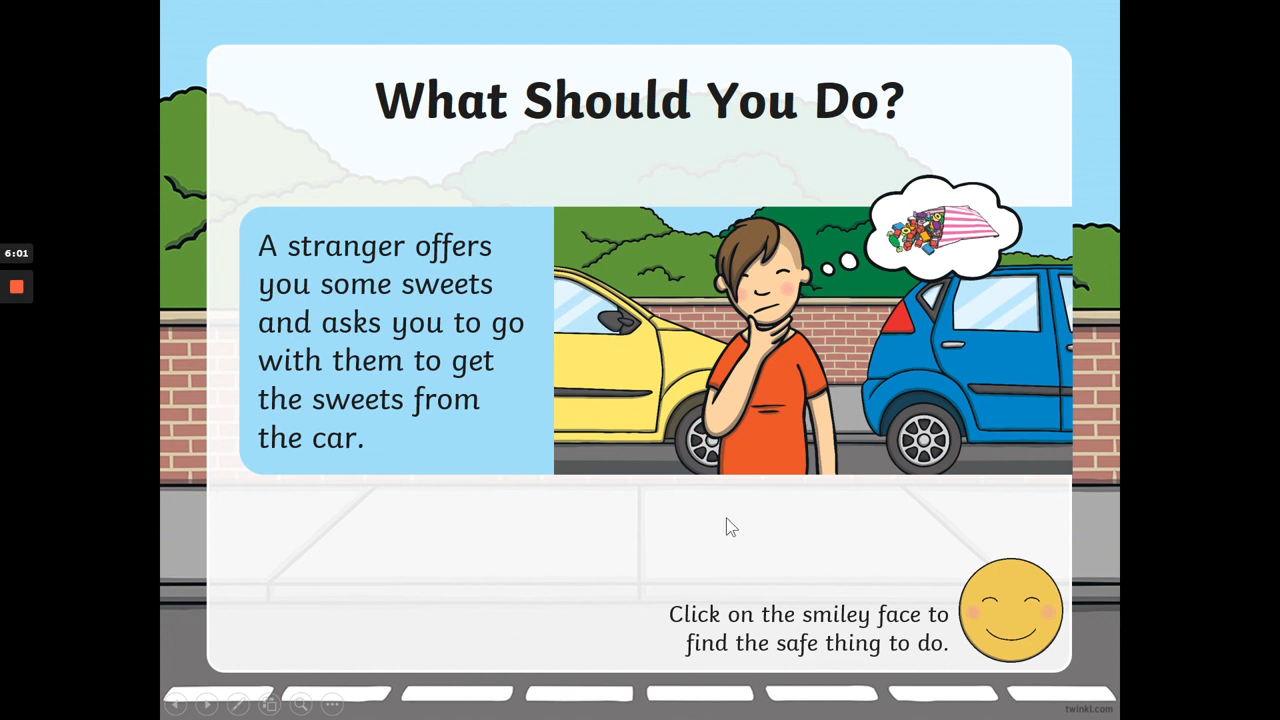 What Should You Do?
6:01
A stranger offers
you some sweets
and asks you to go
with them to get
the sweets from
the car.
Click on the smiley face to
find the safe thing to do.
twinkl.com